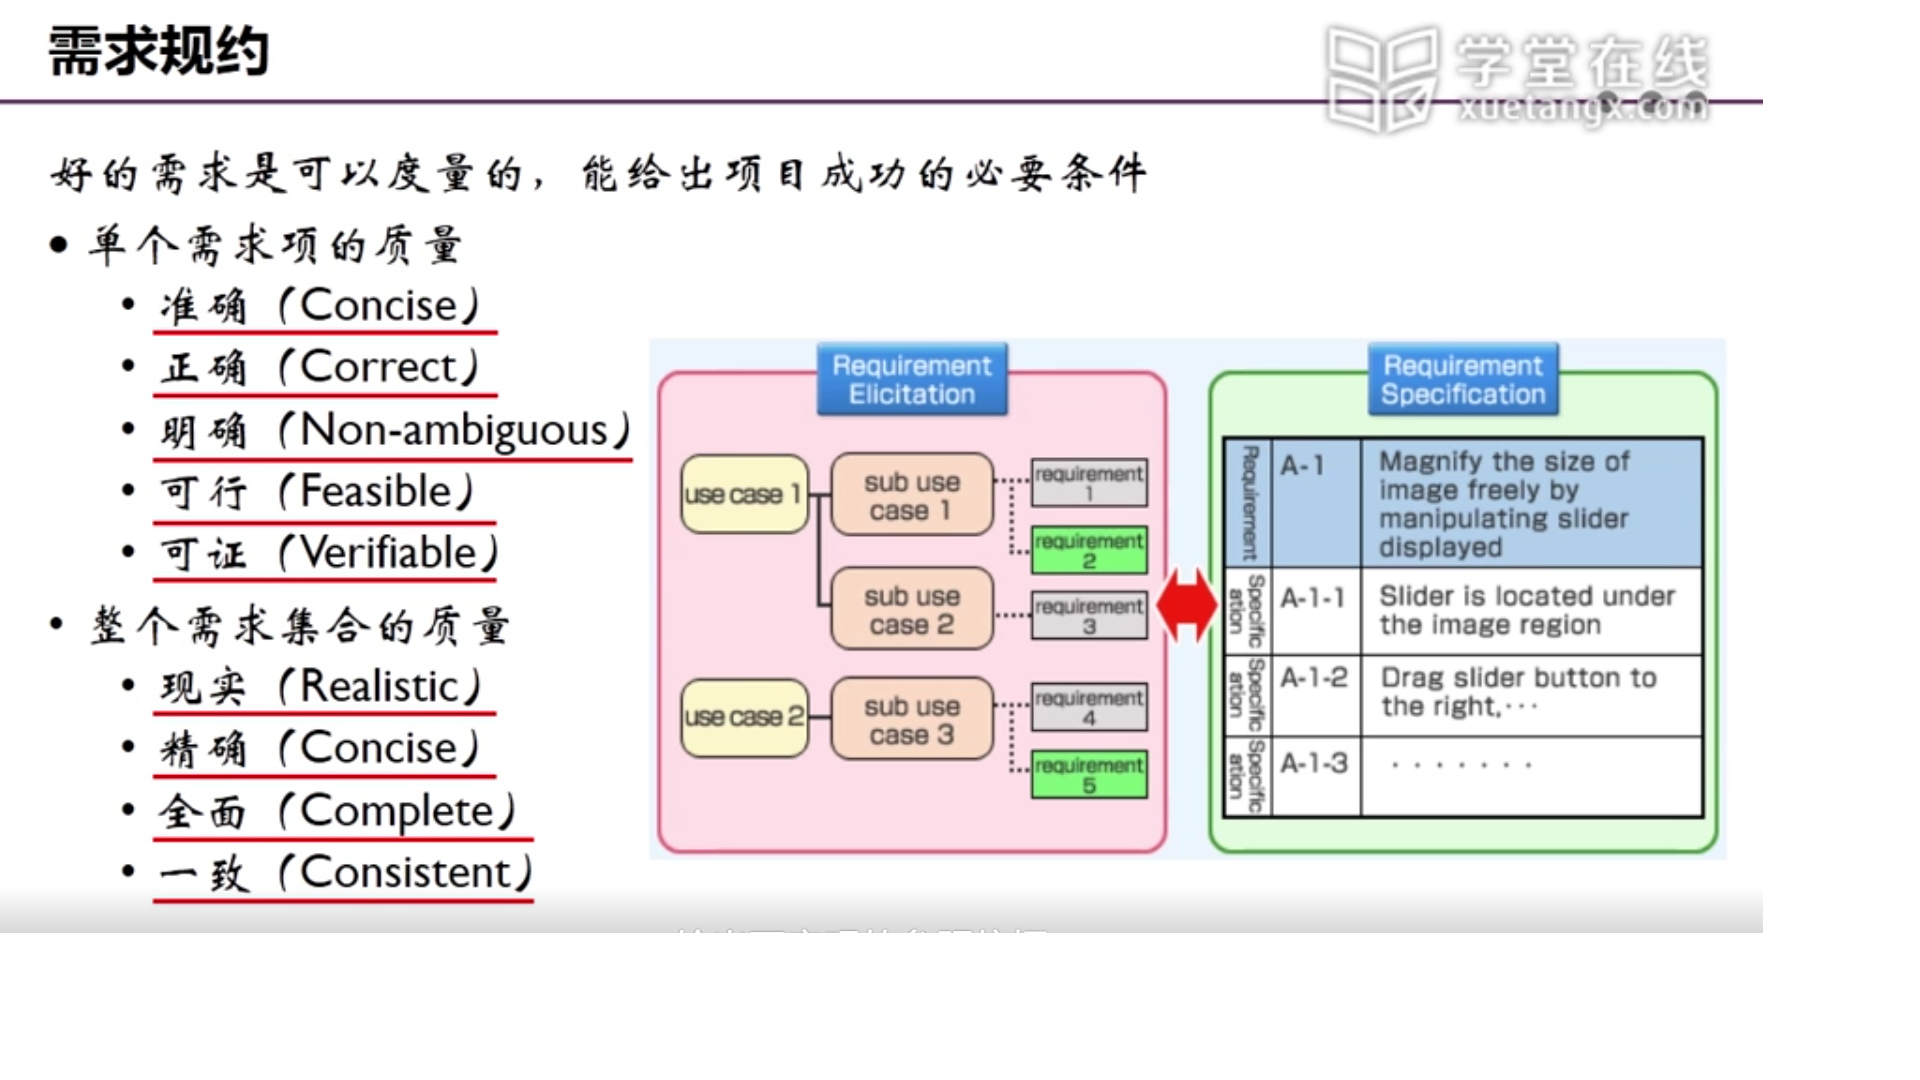 需求规约
学堂在线
xuetangx.com
好的需求是可以度量的，能给出项目成功的必要条件
• 单个需求项的质量
• 准确（Concise）
• 正确（Correct）
• 明确（Non-ambiguous）
• 可行（Feasible）
• 可证（Verifiable）
• 整个需求集合的质量
• 现实（Realistic）
• 精确（Concise）
• 全面（Complete）
• 一致（Consistent）
Requirement
Elicitation
use case 1
sub use
case 1
requirement
1
requirement
2
sub use
case 2
requirement
3
use case 2
sub use
case 3
requirement
4
requirement
5
Requirement
Specification
Requirement
A-1
Magnify the size of
image freely by
manipulating slider
displayed
Specific
ation
A-1-1
Slider is located under
the image region
Specific
ation
A-1-2
Drag slider button to
the right,···
Specific
ation
A-1-3
·······